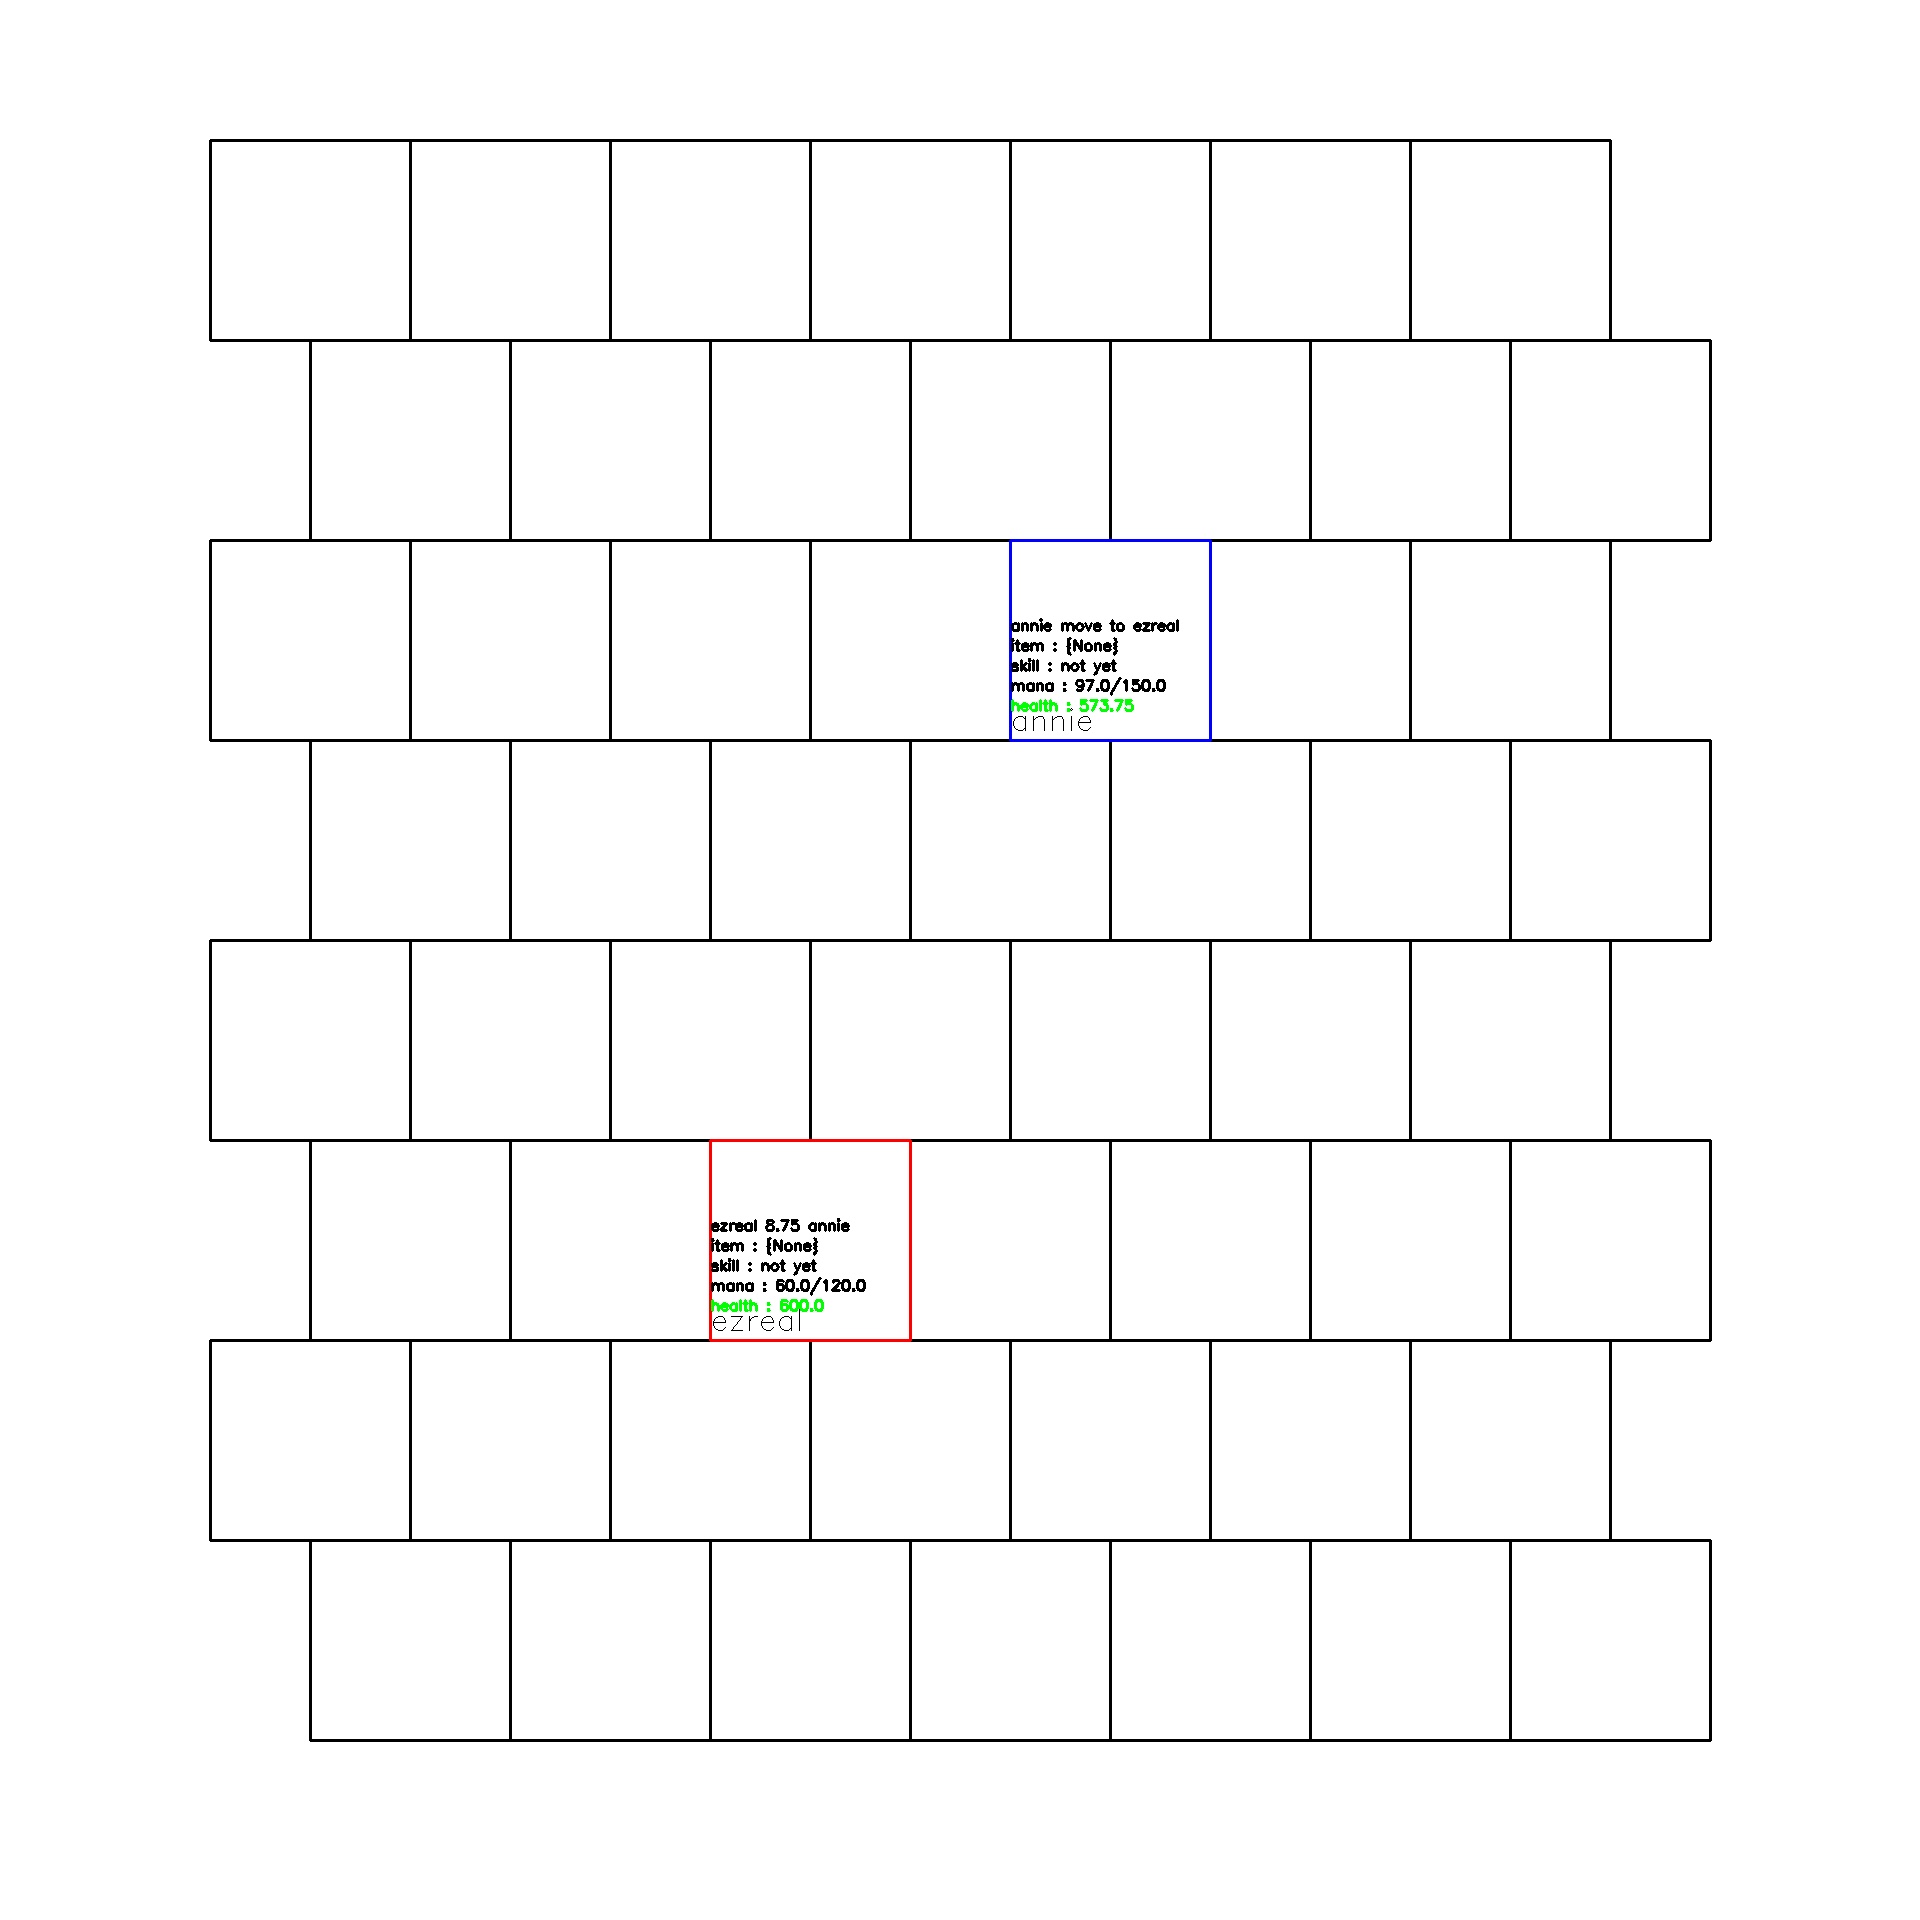 annie move to ezreal
item : {None}
skill : not yet
mana : 97.0/150.0
health : 573.75
annie
ezreal 8.75 annie
item : {None}
skill : not yet
mana : 60.0/120.0
health : 600.0
ezreal